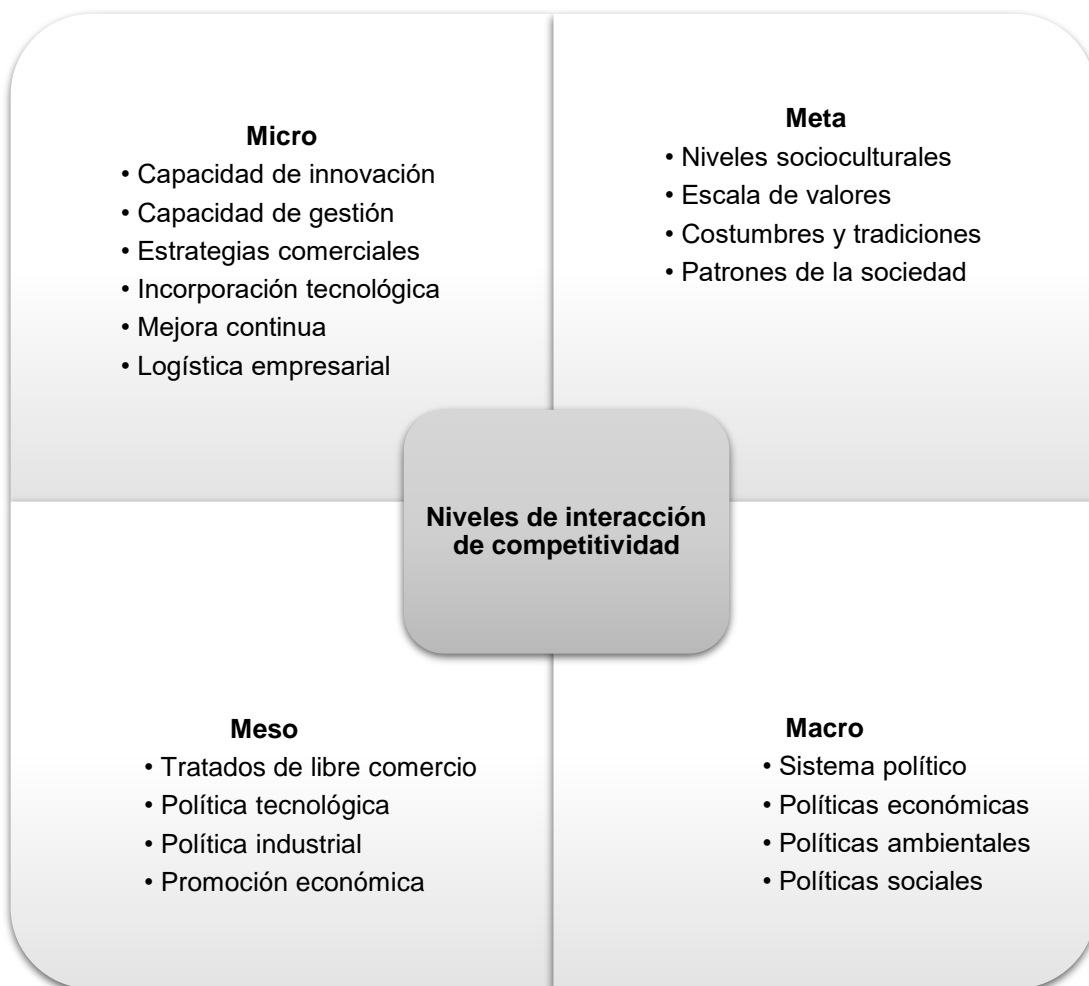 Micro
• Capacidad de innovación
• Capacidad de gestión
• Estrategias comerciales
• Incorporación tecnológica
• Mejora continua
• Logística empresarial
Meta
• Niveles socioculturales
• Escala de valores
• Costumbres y tradiciones
• Patrones de la sociedad
Niveles de interacción
de competitividad
Meso
• Tratados de libre comercio
• Política tecnológica
• Política industrial
• Promoción económica
Macro
• Sistema político
• Políticas económicas
• Políticas ambientales
• Políticas sociales